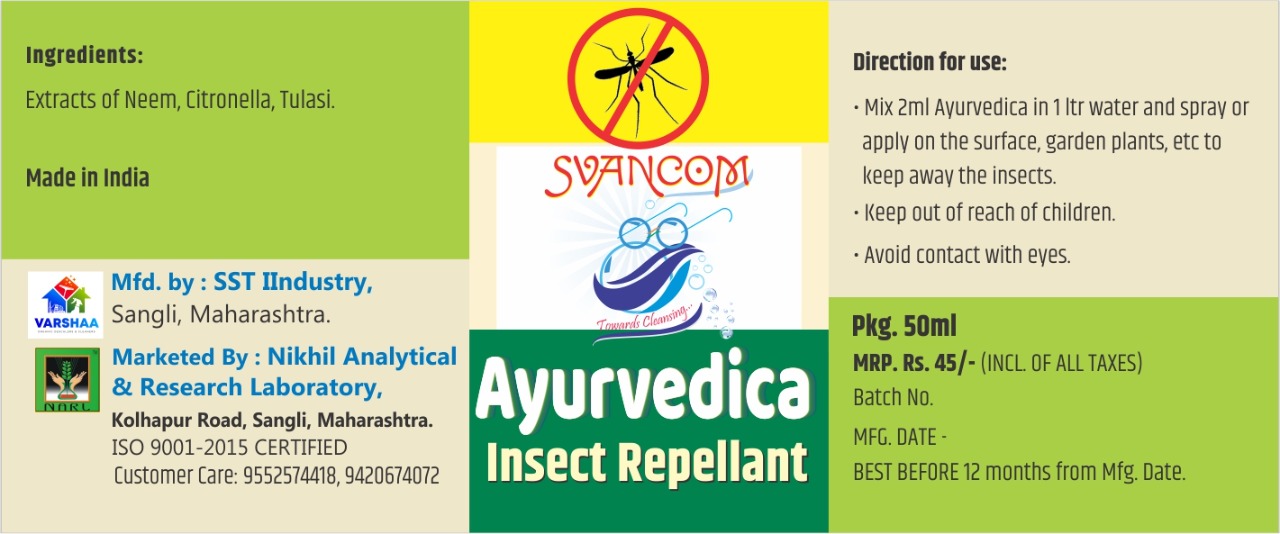 Ingredients:
Extracts of Neem, Citronella, Tulasi.
Made in India
VARSHAA
Mfd. by : SST IIndustry,
Sangli, Maharashtra.
NARL
Marketed By : Nikhil Analytical
& Research Laboratory,
Kolhapur Road, Sangli, Maharashtra.
ISO 9001-2015 CERTIFIED
Customer Care: 9552574418, 9420674072
SVANCOM
Towards Cleansing...
Ayurvedica
Insect Repellant
Direction for use:
• Mix 2ml Ayurvedica in 1 ltr water and spray or
apply on the surface, garden plants, etc to
keep away the insects.
• Keep out of reach of children.
• Avoid contact with eyes.
Pkg. 50ml
MRP. Rs. 45/- (INCL. OF ALL TAXES)
Batch No.
MFG. DATE -
BEST BEFORE 12 months from Mfg. Date.